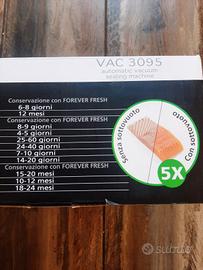 VAC 3095
automatic vacuum
sealing machine
Conservazione con FOREVER FRESH
6-8 giorni
12 mesi
Conservazione con FOREVER FRESH
8-9 giorni
4-5 giorni
25-60 giorni
24-40 giorni
7-10 giorni
14-20 giorni
Conservazione con FOREVER FRESH
15-20 mesi
10-12 mesi
18-24 mesi
Senza sottovuoto
Con sottovuoto
5X
subito